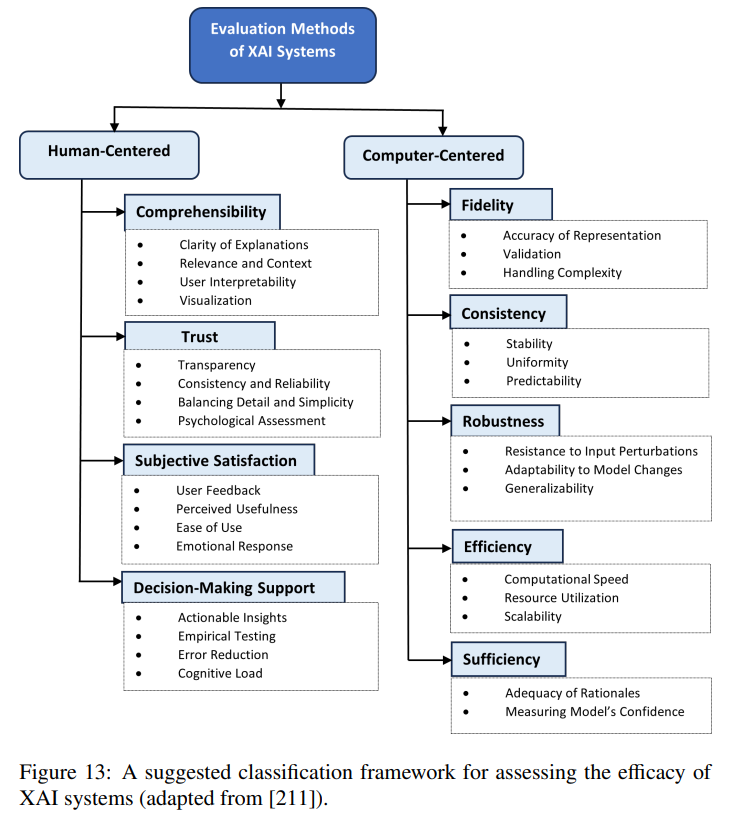 Evaluation Methods
of XAI Systems
Human-Centered
Comprehensibility
• Clarity of Explanations
• Relevance and Context
• User Interpretability
• Visualization
Trust
• Transparency
• Consistency and Reliability
• Balancing Detail and Simplicity
• Psychological Assessment
Subjective Satisfaction
• User Feedback
• Perceived Usefulness
• Ease of Use
• Emotional Response
Decision-Making Support
• Actionable Insights
• Empirical Testing
• Error Reduction
• Cognitive Load
Computer-Centered
Fidelity
• Accuracy of Representation
• Validation
• Handling Complexity
Consistency
• Stability
• Uniformity
• Predictability
Robustness
• Resistance to Input Perturbations
• Adaptability to Model Changes
• Generalizability
Efficiency
• Computational Speed
• Resource Utilization
• Scalability
Sufficiency
• Adequacy of Rationales
• Measuring Model’s Confidence
Figure 13: A suggested classification framework for assessing the efficacy of
XAI systems (adapted from [211]).